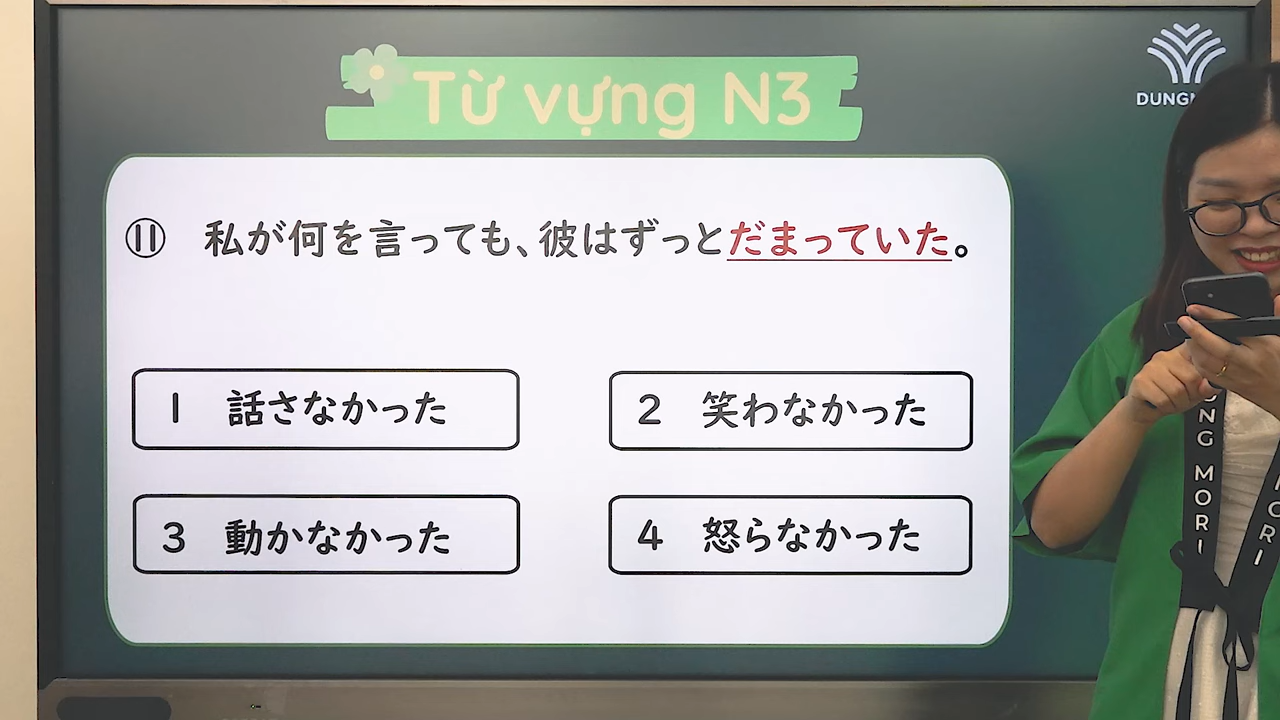 Từ vựng N3
DUNG
⑪ 私が何を言っても、彼はずっとだまっていた。
1 話さなかった
2 笑わなかった
3 動かなかった
4 怒らなかった
UNG MORI
MORI